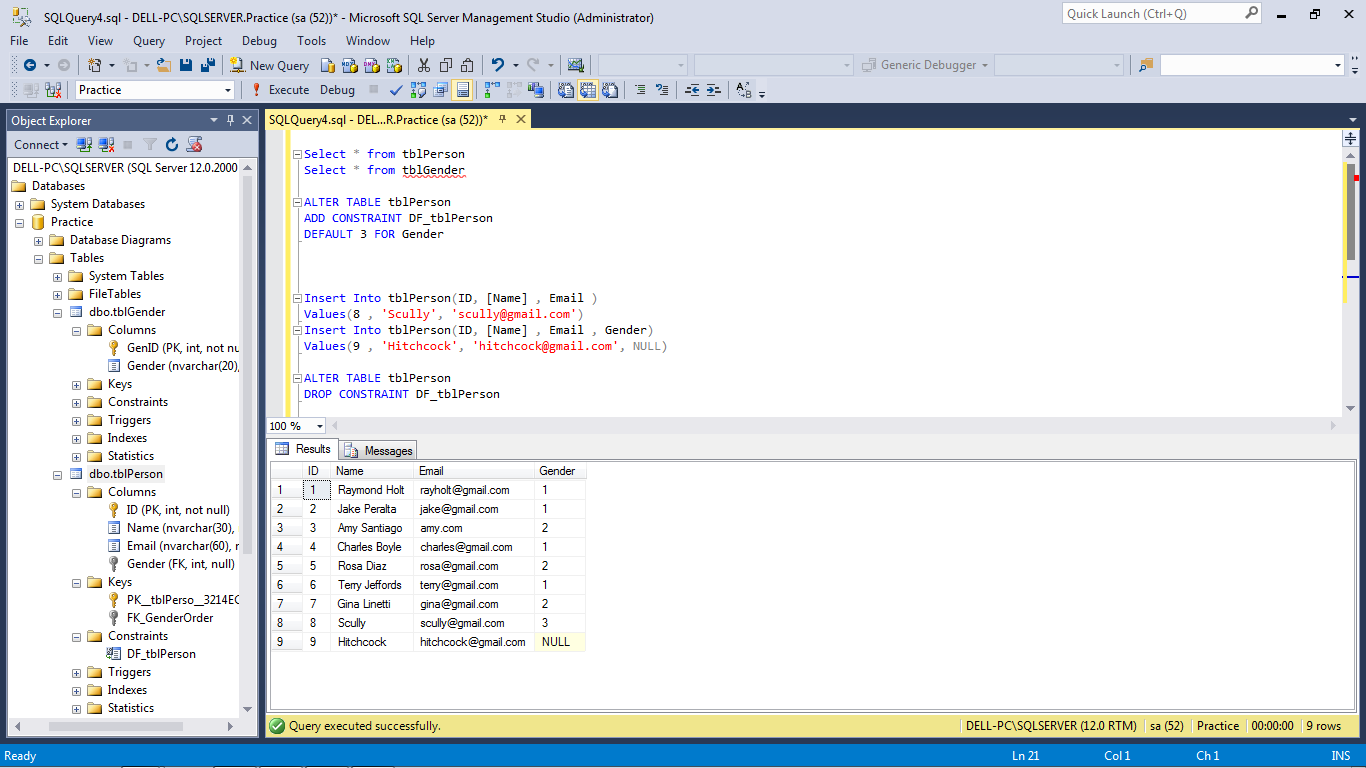 SQLQuery4.sql - DELL-PC\SQLSERVER.Practice (sa (52))* - Microsoft SQL Server Management Studio (Administrator)
Quick Launch (Ctrl+Q)
File Edit View Query Project Debug Tools Window Help
New Query
Generic Debugger
Practice
Execute Debug
Object Explorer
Connect
DELL-PC\SQLSERVER (SQL Server 12.0.2000
Databases
System Databases
Practice
Database Diagrams
Tables
System Tables
FileTables
dbo.tblGender
Columns
GenID (PK, int, not nu
Gender (nvarchar(20),
Keys
Constraints
Triggers
Indexes
Statistics
dbo.tblPerson
Columns
ID (PK, int, not null)
Name (nvarchar(30),
Email (nvarchar(60), n
Gender (FK, int, null)
Keys
PK__tblPerso__3214EC
FK_GenderOrder
Constraints
DF_tblPerson
Triggers
Indexes
Statistics
SQLQuery4.sql - DEL...R.Practice (sa (52))*
Select * from tblPerson
Select * from tblGender
ALTER TABLE tblPerson
ADD CONSTRAINT DF_tblPerson
DEFAULT 3 FOR Gender
Insert Into tblPerson(ID, [Name] , Email )
Values(8 , 'Scully', 'scully@gmail.com')
Insert Into tblPerson(ID, [Name] , Email , Gender)
Values(9 , 'Hitchcock', 'hitchcock@gmail.com', NULL)
ALTER TABLE tblPerson
DROP CONSTRAINT DF_tblPerson
100 %
Results Messages
ID Name Email Gender
1 1 Raymond Holt rayholt@gmail.com 1
2 2 Jake Peralta jake@gmail.com 1
3 3 Amy Santiago amy.com 2
4 4 Charles Boyle charles@gmail.com 1
5 5 Rosa Diaz rosa@gmail.com 2
6 6 Terry Jeffords terry@gmail.com 1
7 7 Gina Linetti gina@gmail.com 2
8 8 Scully scully@gmail.com 3
9 9 Hitchcock hitchcock@gmail.com NULL
Query executed successfully.
DELL-PC\SQLSERVER (12.0 RTM) sa (52) Practice 00:00:00 9 rows
Ready Ln 21 Col 1 Ch 1 INS